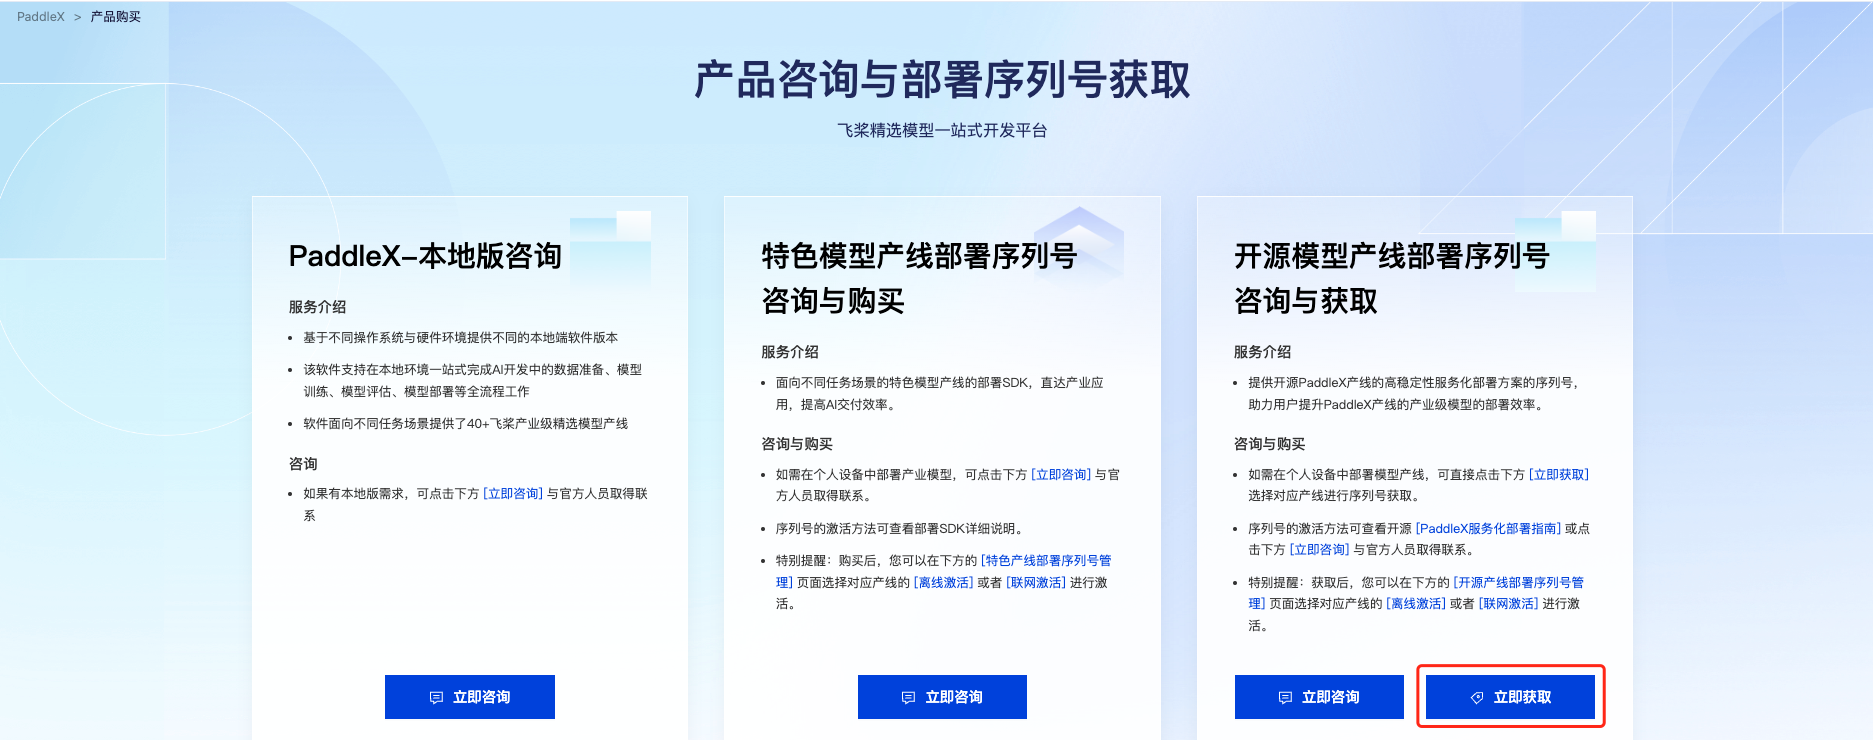 PaddleX > 产品购买
产品咨询与部署序列号获取
飞桨精选模型一站式开发平台
PaddleX-本地版咨询
服务介绍
基于不同操作系统与硬件环境提供不同的本地端软件版本
该软件支持在本地环境一站式完成AI开发中的数据准备、模型
训练、模型评估、模型部署等全流程工作
软件面向不同任务场景提供了40+飞桨产业级精选模型产线
咨询
如果有本地版需求，可点击下方 [立即咨询] 与官方人员取得联
系
立即咨询
特色模型产线部署序列号
咨询与购买
服务介绍
面向不同任务场景的特色模型产线的部署SDK，直达产业应
用，提高AI交付效率。
咨询与购买
如需在个人设备中部署产业模型，可点击下方 [立即咨询] 与官
方人员取得联系。
序列号的激活方法可查看部署SDK详细说明。
特别提醒：购买后，您可以在下方的 [特色产线部署序列号管
理] 页面选择对应产线的 [离线激活] 或者 [联网激活] 进行激
活。
立即咨询
开源模型产线部署序列号
咨询与获取
服务介绍
提供开源PaddleX产线的高稳定性服务化部署方案的序列号，
助力用户提升PaddleX产线的产业级模型的部署效率。
咨询与购买
如需在个人设备中部署模型产线，可直接点击下方 [立即获取]
选择对应产线进行序列号获取。
序列号的激活方法可查看开源 [PaddleX服务化部署指南] 或点
击下方 [立即咨询] 与官方人员取得联系。
特别提醒：获取后，您可以在下方的 [开源产线部署序列号管
理] 页面选择对应产线的 [离线激活] 或者 [联网激活] 进行激
活。
立即咨询
立即获取